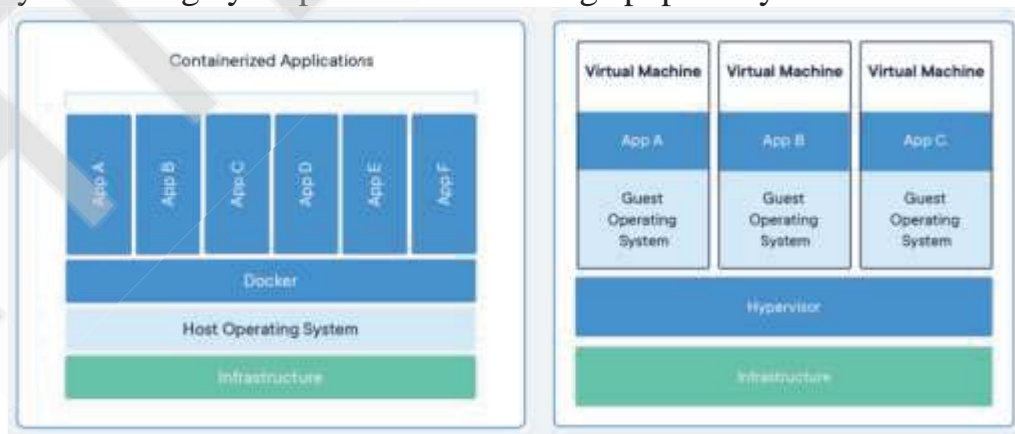 Containerized Applications
App A
App B
App C
App D
App E
App F
Docker
Host Operating System
Infrastructure
Virtual Machine
App A
Guest
Operating
System
Virtual Machine
App B
Guest
Operating
System
Virtual Machine
App C
Guest
Operating
System
Hypervisor
Infrastructure